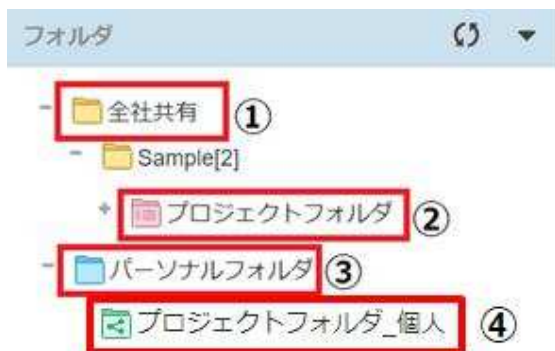 フォルダ
全社共有 ①
Sample[2]
プロジェクトフォルダ ②
パーソナルフォルダ ③
プロジェクトフォルダ_個人 ④